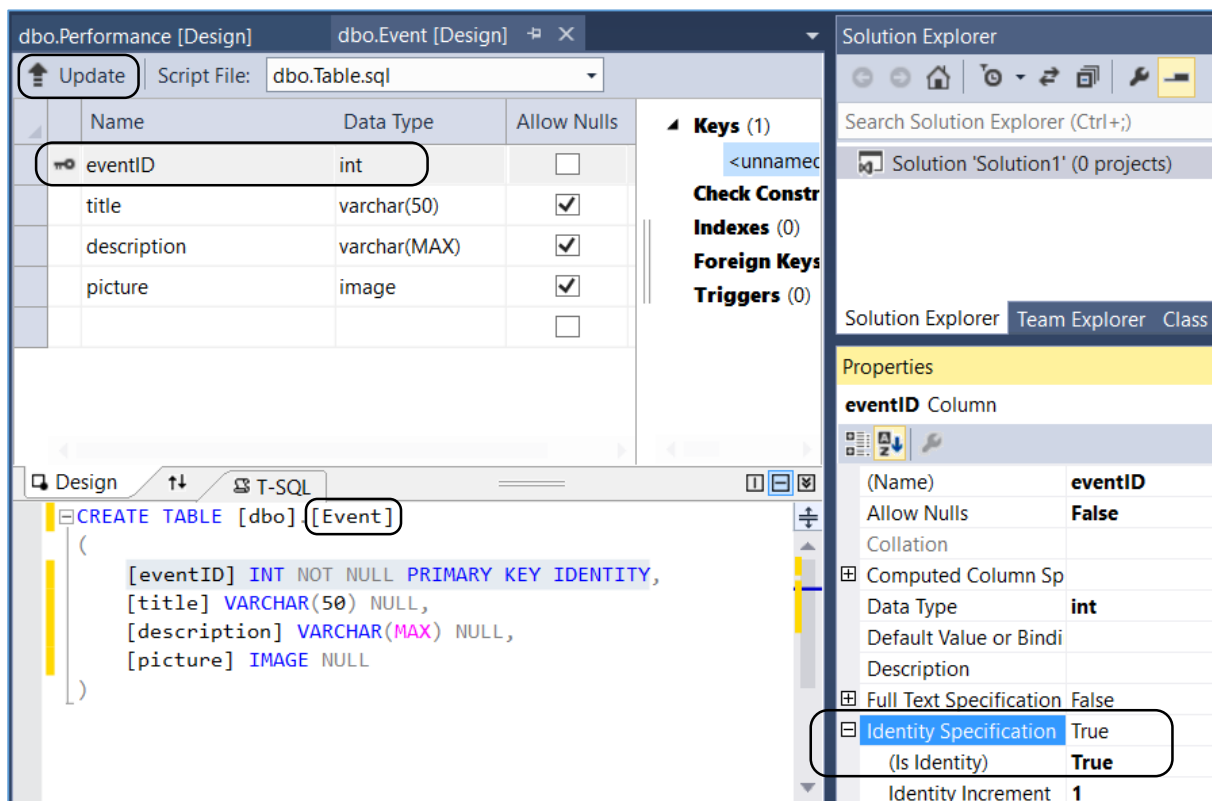 dbo.Performance [Design] dbo.Event [Design]
Update Script File: dbo.Table.sql
Name Data Type Allow Nulls
eventID int
title varchar(50)
description varchar(MAX)
picture image
Keys (1)
<unnamed
Check Constr
Indexes (0)
Foreign Keys
Triggers (0)
Design T-SQL
CREATE TABLE [dbo].[Event]
(
[eventID] INT NOT NULL PRIMARY KEY IDENTITY,
[title] VARCHAR(50) NULL,
[description] VARCHAR(MAX) NULL,
[picture] IMAGE NULL
)
Solution Explorer
Search Solution Explorer (Ctrl+;)
Solution 'Solution1' (0 projects)
Solution Explorer Team Explorer Class
Properties
eventID Column
(Name) eventID
Allow Nulls False
Collation
Computed Column Sp
Data Type int
Default Value or Bindi
Description
Full Text Specification False
Identity Specification True
(Is Identity) True
Identity Increment 1